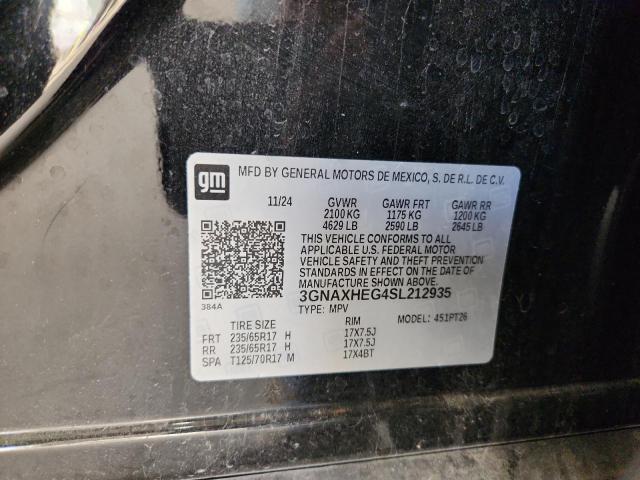 gm MFD BY GENERAL MOTORS DE MEXICO, S. DE R.L. DE C.V.
11/24 GVWR GAWR FRT GAWR RR
2100 KG 1175 KG 1200 KG
4629 LB 2590 LB 2645 LB
THIS VEHICLE CONFORMS TO ALL
APPLICABLE U.S. FEDERAL MOTOR
VEHICLE SAFETY AND THEFT PREVENTION
STANDARDS IN EFFECT ON THE DATE OF
MANUFACTURE SHOWN ABOVE.
3GNAXHEG4SL212935
384A TYPE: MPV MODEL: 451PT26
TIRE SIZE RIM
FRT 235/65R17 H 17X7.5J
RR 235/65R17 H 17X7.5J
SPA T125/70R17 M 17X4BT